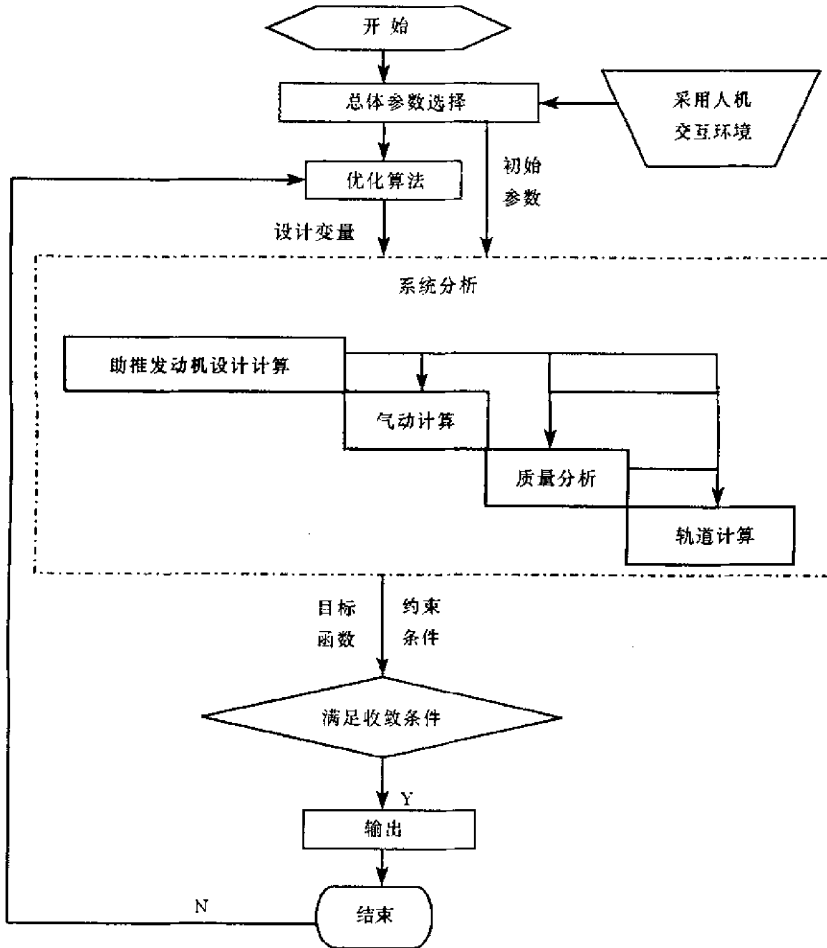 开始
总体参数选择
采用人机
交互环境
优化算法
初始
参数
设计变量
系统分析
助推发动机设计计算
气动计算
质量分析
轨道计算
目标
函数
约束
条件
满足收敛条件
Y
输出
N
结束